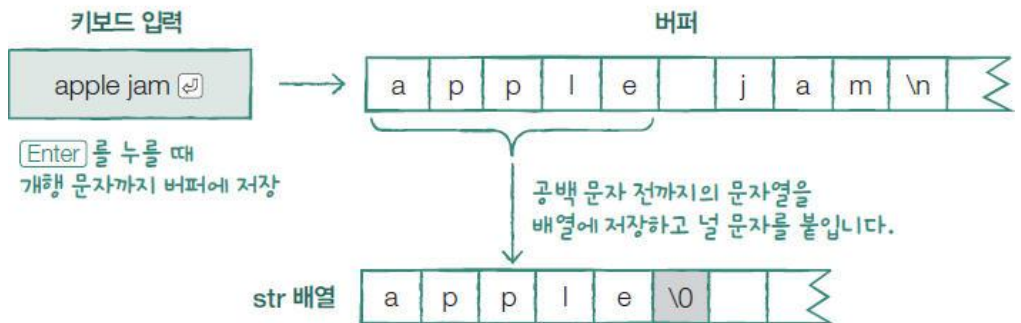 키보드 입력
버퍼
apple jam
a p p l e j a m \n
Enter 를 누를 때
개행 문자까지 버퍼에 저장
공백 문자 전까지의 문자열을
배열에 저장하고 널 문자를 붙입니다.
str 배열
a p p l e \0